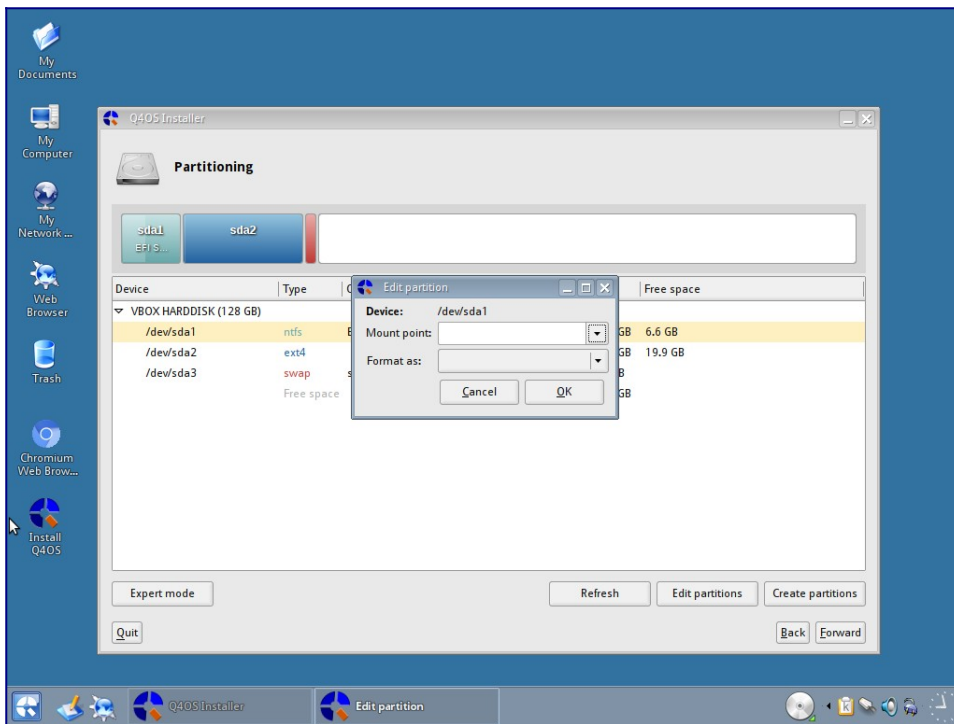 My
Documents
My
Computer
My
Network ...
Web
Browser
Trash
Chromium
Web Brow...
Install
Q4OS
Q4OS Installer
Partitioning
sda1
EFI S...
sda2
Device
Type
Free space
VBOX HARDDISK (128 GB)
/dev/sda1
ntfs
GB
6.6 GB
/dev/sda2
ext4
GB
19.9 GB
/dev/sda3
swap
Free space
GB
Edit partition
Device:
/dev/sda1
Mount point:
Format as:
Cancel
OK
Expert mode
Refresh
Edit partitions
Create partitions
Quit
Back
Forward
Q4OS Installer
Edit partition